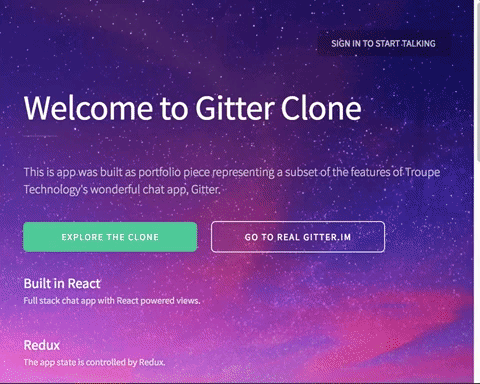 SIGN IN TO START TALKING
Welcome to Gitter Clone
This is app was built as portfolio piece representing a subset of the features of Troupe
Technology's wonderful chat app, Gitter.
EXPLORE THE CLONE
GO TO REAL GITTER.IM
Built in React
Full stack chat app with React powered views.
Redux
The app state is controlled by Redux.